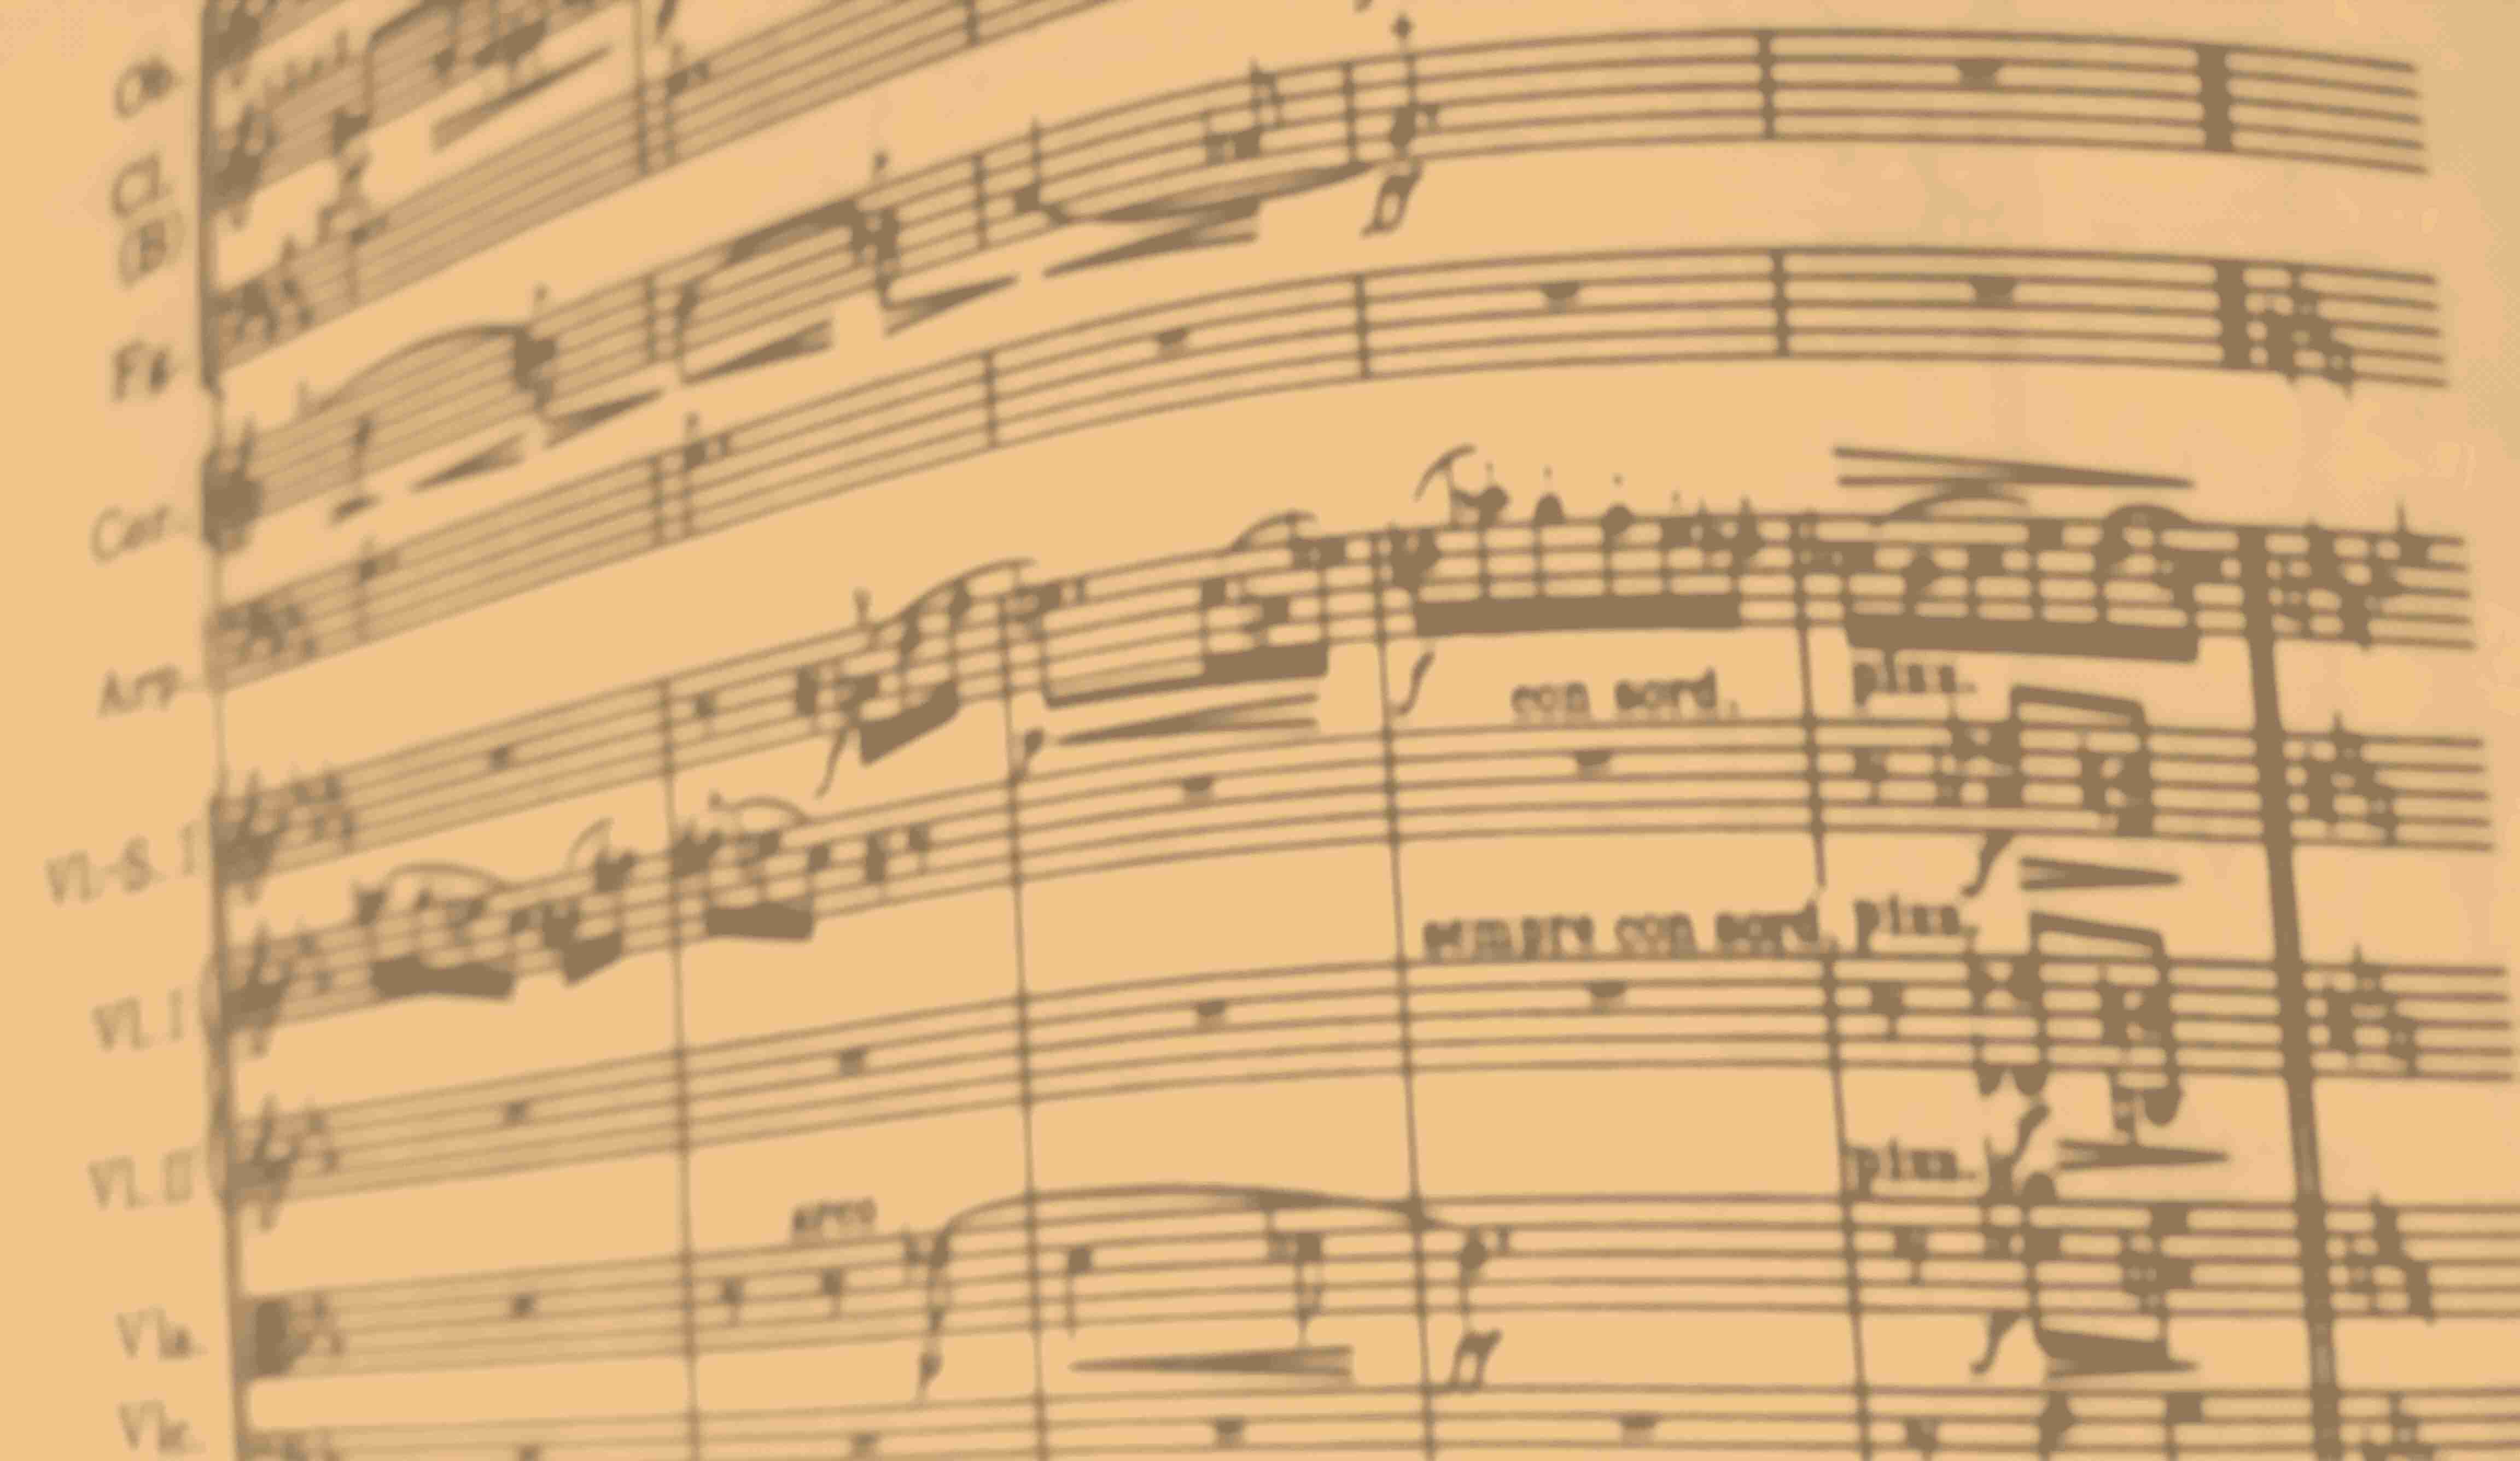 Ob.
Cl.
(B)
Fg.
Cor.
Arp.
Vl.-S. I
con sord.
pizz.
Vl. I
sempre con sord. pizz.
Vl. II
arco
pizz.
Vla.
Vlc.